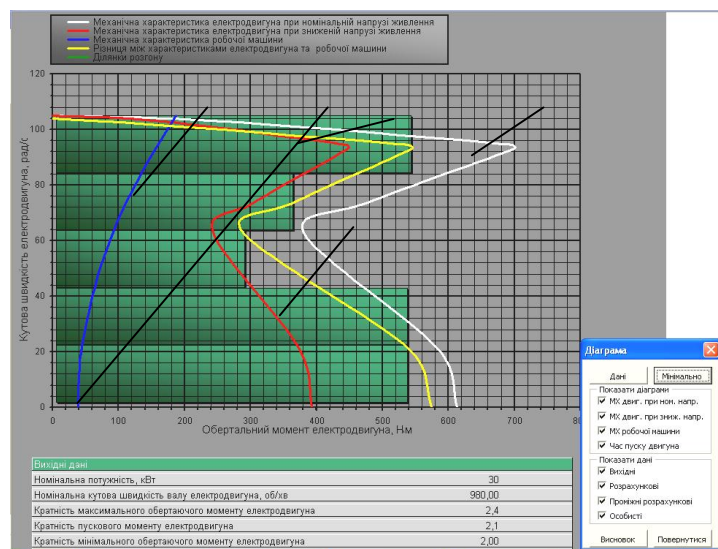 Механічна характеристика електродвигуна при номінальній напрузі живлення
Механічна характеристика електродвигуна при зниженій напрузі живлення
Механічна характеристика робочої машини
Різниця між характеристиками електродвигуна та робочої машини
Ділянки розгону
120
100
80
60
40
20
0
Кутова швидкість електродвигуна, рад/с
0 100 200 300 400 500 600 700 800
Обертальний момент електродвигуна, Нм
Вихідні дані
Номінальна потужність, кВт 30
Номінальна кутова швидкість валу електродвигуна, об/хв 980,00
Кратність максимального обертаючого моменту електродвигуна 2,4
Кратність пускового моменту електродвигуна 2,1
Кратність мінімального обертаючого моменту електродвигуна 2,00
Діаграма
Дані Мінімально
Показати діаграми
МХ двиг. при ном. напр.
МХ двиг. при зниж. напр.
МХ робочої машини
Час пуску двигуна
Показати дані
Вихідні
Розрахункові
Проміжні розрахункові
Особисті
Висновок Повернутися